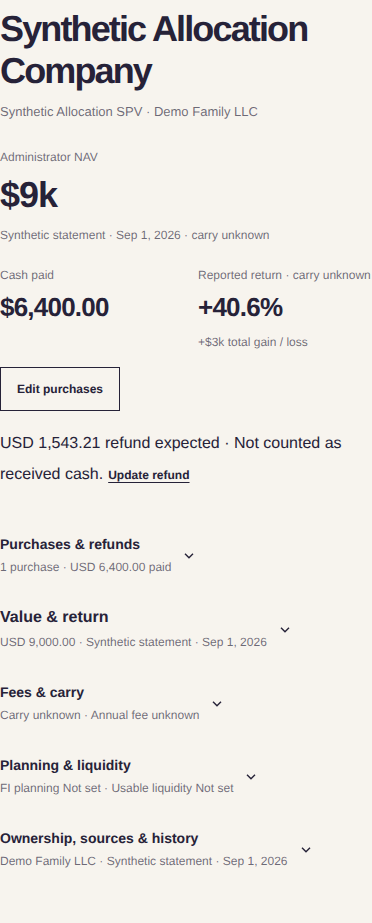 Synthetic Allocation
Company
Synthetic Allocation SPV · Demo Family LLC
Administrator NAV
$9k
Synthetic statement · Sep 1, 2026 · carry unknown
Cash paid
$6,400.00
Reported return · carry unknown
+40.6%
+$3k total gain / loss
Edit purchases
USD 1,543.21 refund expected · Not counted as
received cash. Update refund
Purchases & refunds
1 purchase · USD 6,400.00 paid
Value & return
USD 9,000.00 · Synthetic statement · Sep 1, 2026
Fees & carry
Carry unknown · Annual fee unknown
Planning & liquidity
FI planning Not set · Usable liquidity Not set
Ownership, sources & history
Demo Family LLC · Synthetic statement · Sep 1, 2026